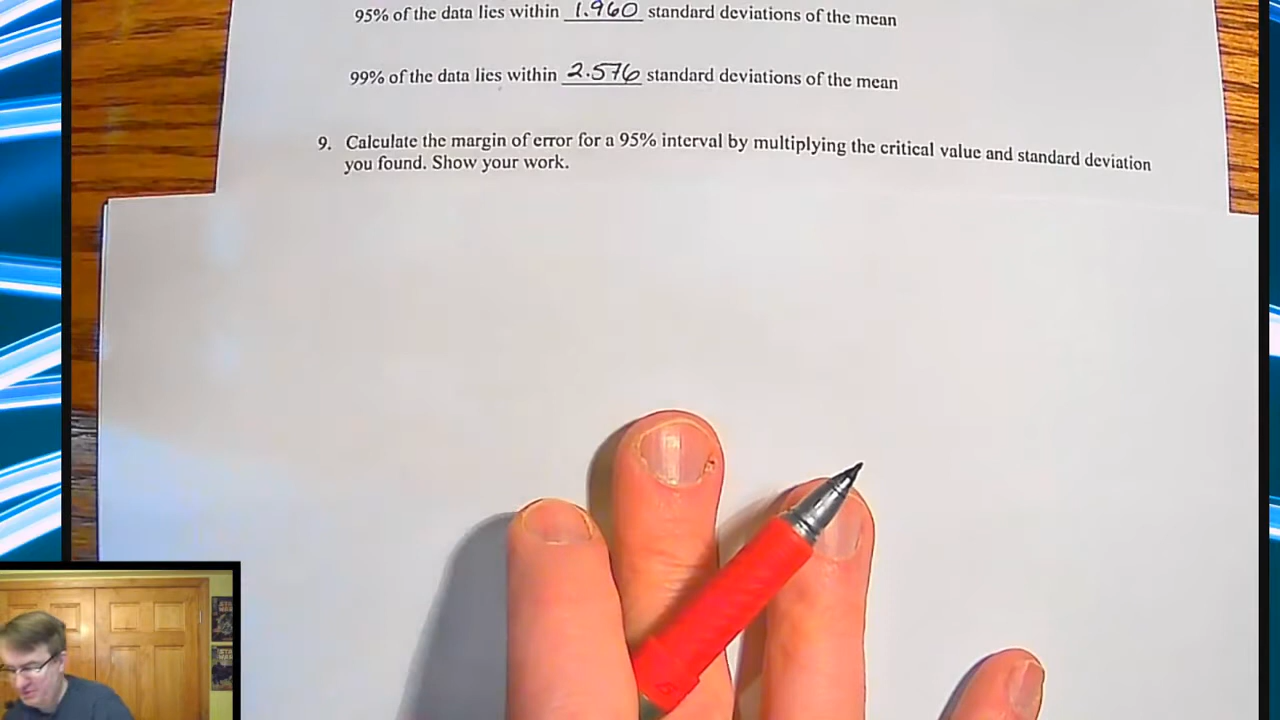 95% of the data lies within 1.960 standard deviations of the mean
99% of the data lies within 2.576 standard deviations of the mean
9. Calculate the margin of error for a 95% interval by multiplying the critical value and standard deviation
you found. Show your work.